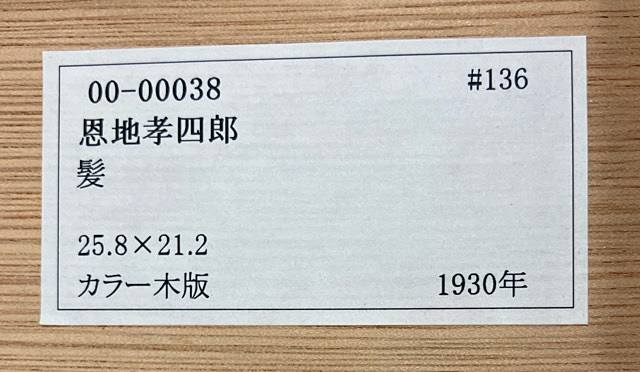 00-00038 #136
恩地孝四郎
髪
25.8×21.2
カラー木版 1930年